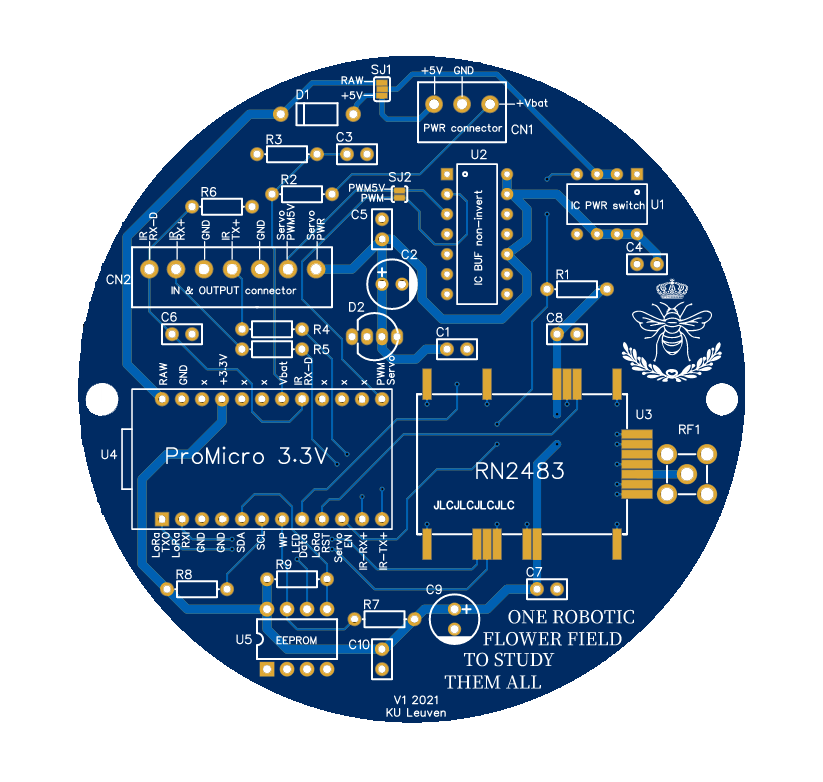 SJ1
RAW
+5V
+5V GND
+Vbat
PWR connector
CN1
D1
R3
C3
U2
SJ2
PWM5V
PWM
R2
R6
IC BUF non-invert
IC PWR switch
U1
C5
C4
IR RX-D
IR RX+
GND
IR TX+
GND
Servo PWM5V
Servo PWR
CN2
IN & OUTPUT connector
C2
R1
D2
C6
R4
R5
C1
C8
RAW
GND
x
+3.3V
x
x
Vbat
IR RX-D
x
x
x
PWM Servo
U4
ProMicro 3.3V
U3
RF1
RN2483
JLCJLCJLCJLC
LoRa TXO
LoRa RXI
GND
GND
SDA
SCL
WP
LED Data
LoRa RST
Servo EN
IR-RX+
IR-TX+
R8
R9
C7
C9
R7
U5
EEPROM
C10
ONE ROBOTIC
FLOWER FIELD
TO STUDY
THEM ALL
V1 2021
KU Leuven